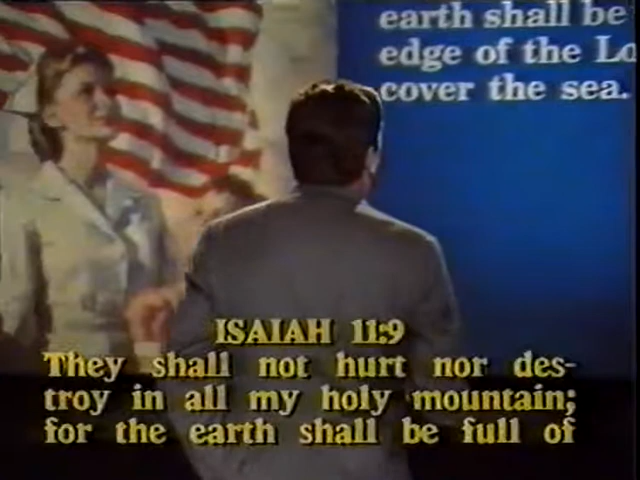 earth shall be
edge of the Lo
cover the sea.
ISAIAH 11:9
They shall not hurt nor des-
troy in all my holy mountain;
for the earth shall be full of